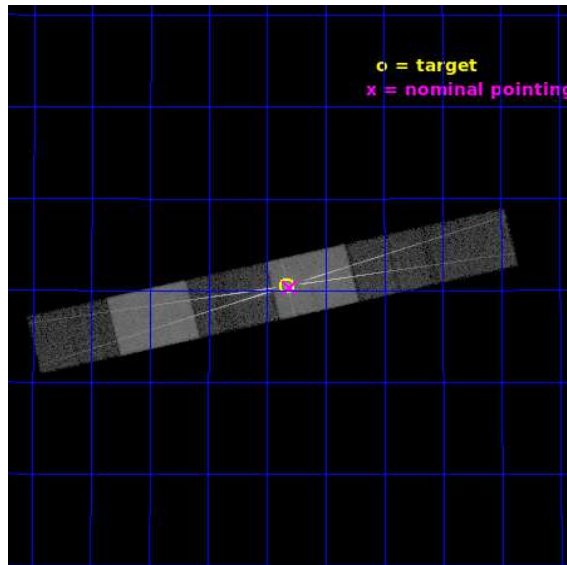 o = target
x = nominal pointing